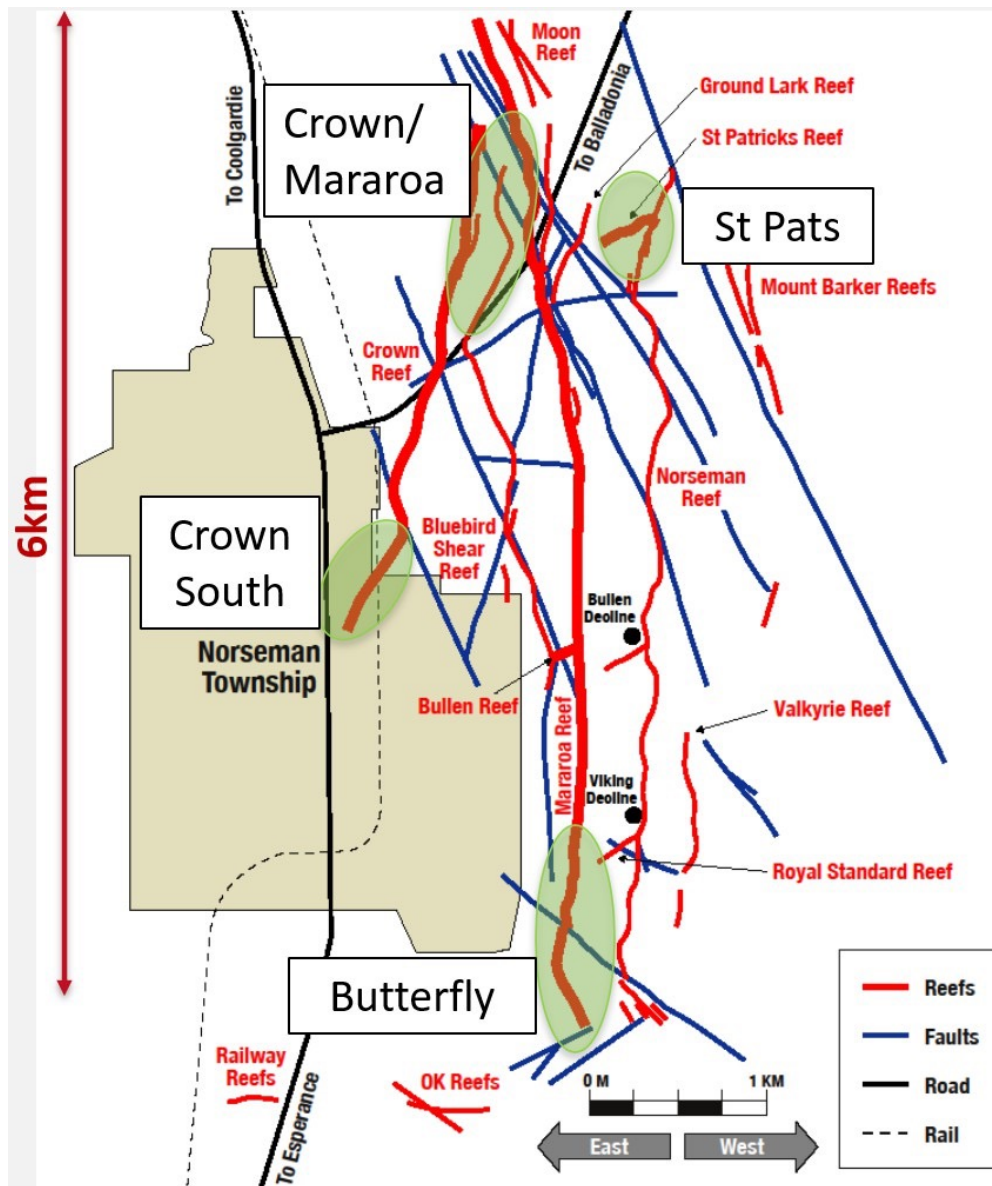 Moon
Reef
To Balladonia
Ground Lark Reef
St Patricks Reef
Crown/
Mararoa
To Coolgardie
St Pats
Mount Barker Reefs
Crown
Reef
6km
Norseman
Reef
Crown
South
Bluebird
Shear
Reef
Bullen
Deoline
Norseman
Township
Bullen Reef
Mararoa Reef
Valkyrie Reef
Viking
Deoline
Royal Standard Reef
Butterfly
Reefs
Faults
Road
Rail
Railway
Reefs
To Esperance
OK Reefs
0 M
1 KM
East
West